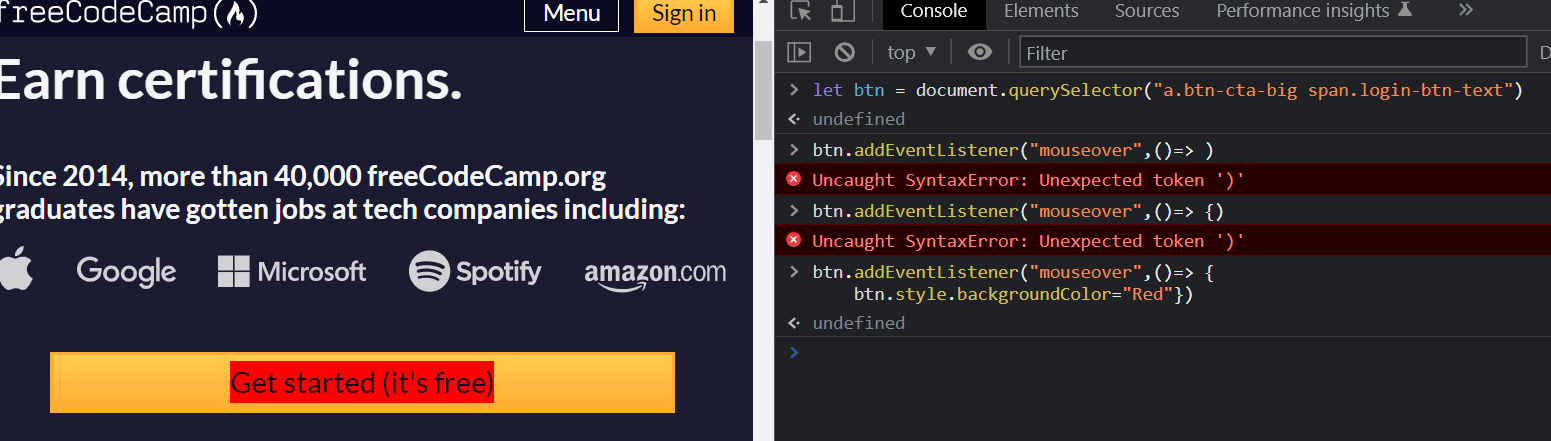 freeCodeCamp(
)
Menu
Sign in
Earn certifications.
Since 2014, more than 40,000 freeCodeCamp.org
graduates have gotten jobs at tech companies including:
Google
Microsoft
Spotify
amazon.com
Get started (it's free)
Console
Elements
Sources
Performance insights
top
Filter
D
let btn = document.querySelector("a.btn-cta-big span.login-btn-text")
undefined
btn.addEventListener("mouseover",()=> )
Uncaught SyntaxError: Unexpected token ')'
btn.addEventListener("mouseover",()=> {)
Uncaught SyntaxError: Unexpected token ')'
btn.addEventListener("mouseover",()=> {
btn.style.backgroundColor="Red"})
undefined